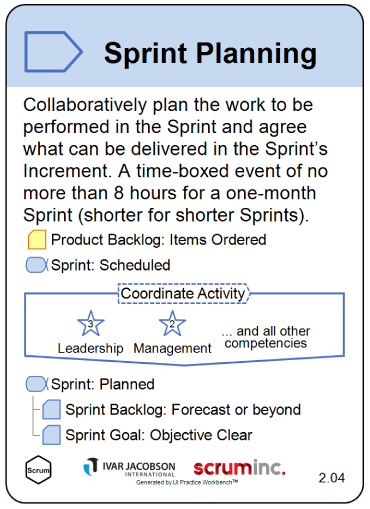 Sprint Planning
Collaboratively plan the work to be
performed in the Sprint and agree
what can be delivered in the Sprint's
Increment. A time-boxed event of no
more than 8 hours for a one-month
Sprint (shorter for shorter Sprints).
Product Backlog: Items Ordered
Sprint: Scheduled
Coordinate Activity
3
2
Leadership Management
... and all other
competencies
Sprint: Planned
Sprint Backlog: Forecast or beyond
Sprint Goal: Objective Clear
Scrum
IVAR JACOBSON
INTERNATIONAL
scruminc.
Generated by IJI Practice Workbench™
2.04